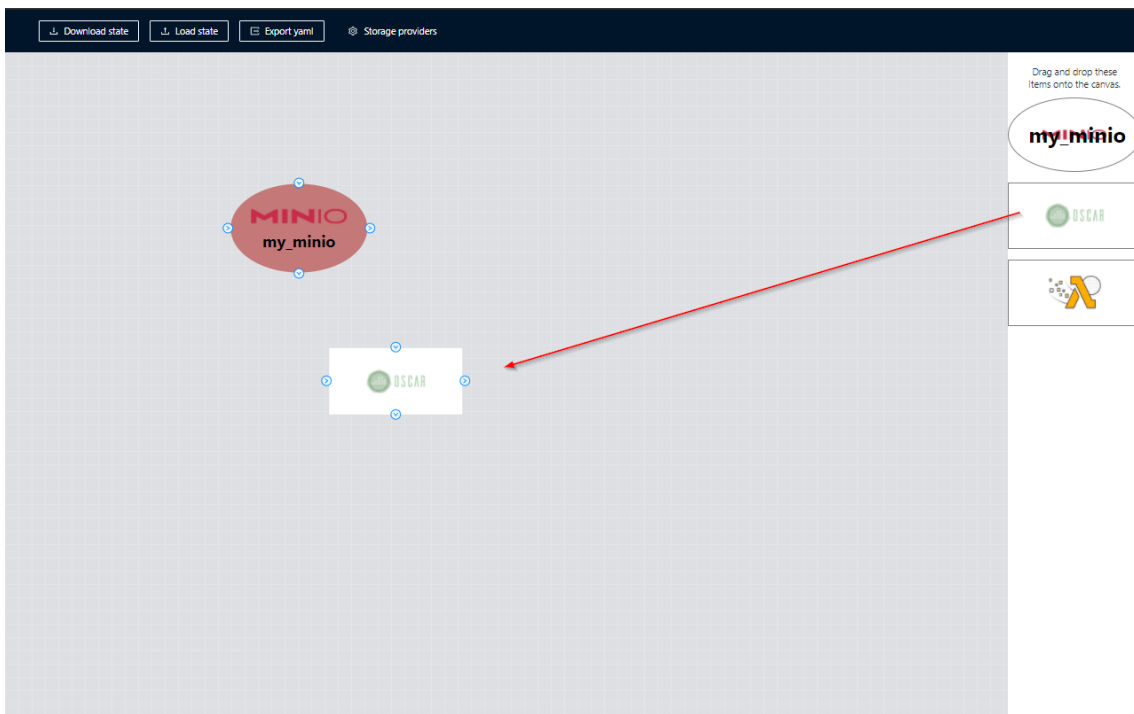 Download state
Load state
Export yaml
Storage providers
Drag and drop these
items onto the canvas.
MINIO
my_minio
OSCAR
MINIO
my_minio
OSCAR